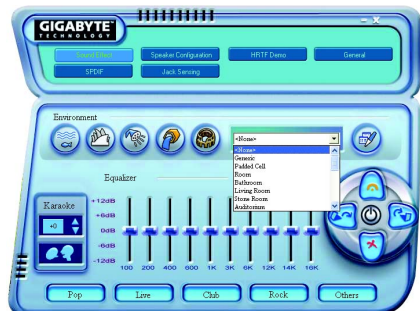 GIGABYTE™
TECHNOLOGY
Sound Effect
Speaker Configuration
HRTF Demo
General
SPDIF
Jack Sensing
Environment
<None>
<None>
Generic
Padded Cell
Room
Bathroom
Living Room
Stone Room
Auditorium
Equalizer
Karaoke
+0
+12dB
+6dB
0dB
-6dB
-12dB
100 200 400 600 1K 3K 6K 12K 14K 16K
Pop
Live
Club
Rock
Others